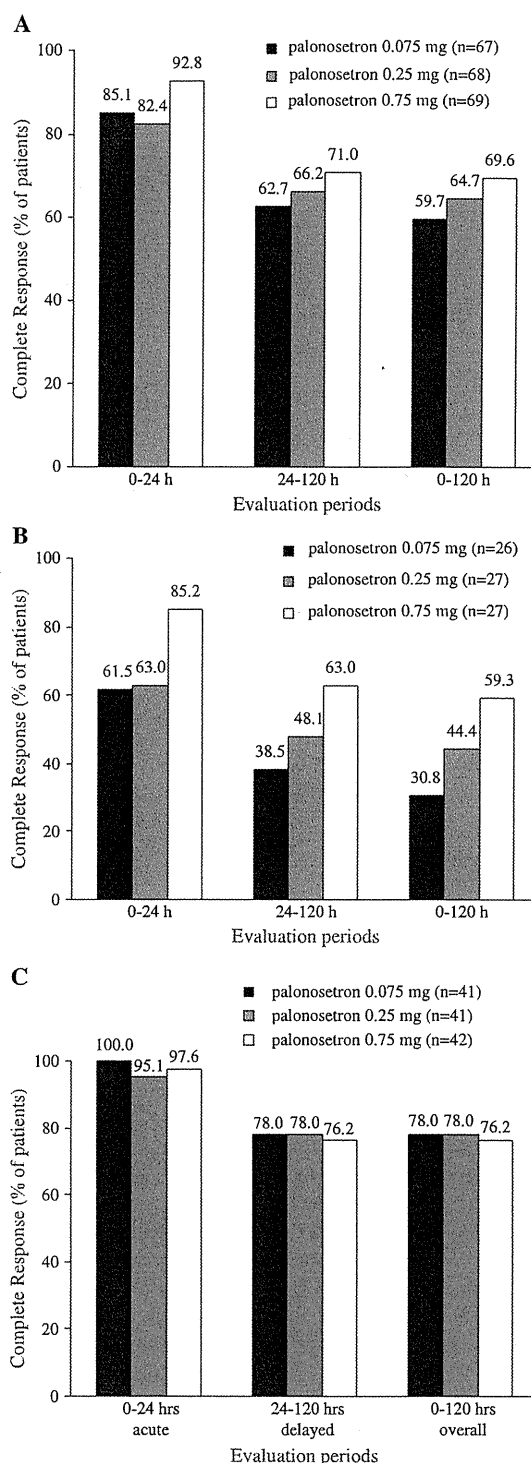 A
Complete Response (% of patients)
100
80
60
40
20
0
palonosetron 0.075 mg (n=67)
palonosetron 0.25 mg (n=68)
palonosetron 0.75 mg (n=69)
85.1 82.4 92.8
62.7 66.2 71.0
59.7 64.7 69.6
0-24 h 24-120 h 0-120 h
Evaluation periods
B
Complete Response (% of patients)
100
80
60
40
20
0
palonosetron 0.075 mg (n=26)
palonosetron 0.25 mg (n=27)
palonosetron 0.75 mg (n=27)
61.5 63.0 85.2
38.5 48.1 63.0
30.8 44.4 59.3
0-24 h 24-120 h 0-120 h
Evaluation periods
C
Complete Response (% of patients)
100
80
60
40
20
0
palonosetron 0.075 mg (n=41)
palonosetron 0.25 mg (n=41)
palonosetron 0.75 mg (n=42)
100.0 95.1 97.6
78.0 78.0 76.2
78.0 78.0 76.2
0-24 hrs 24-120 hrs 0-120 hrs
acute delayed overall
Evaluation periods